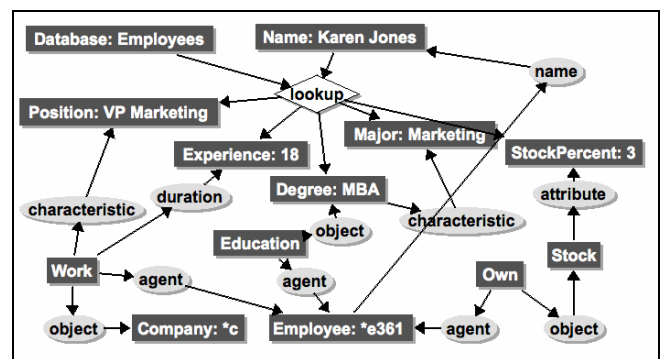 Database: Employees
Name: Karen Jones
name
lookup
Position: VP Marketing
Major: Marketing
Experience: 18
StockPercent: 3
Degree: MBA
duration
attribute
characteristic
characteristic
object
Education
Stock
Work
agent
agent
Own
object
Company: *c
Employee: *e361
agent
object